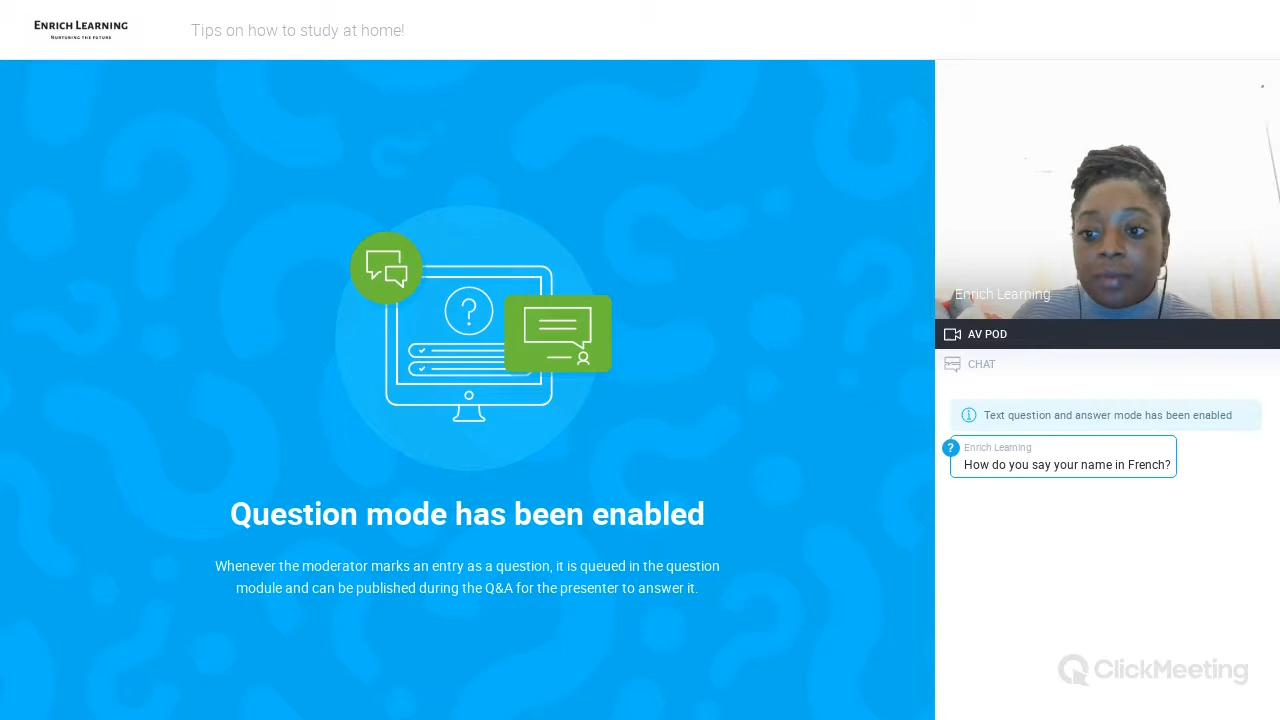 ENRICH LEARNING
NURTURING THE FUTURE
Tips on how to study at home!
?
Question mode has been enabled
Whenever the moderator marks an entry as a question, it is queued in the question
module and can be published during the Q&A for the presenter to answer it.
Enrich Learning
AV POD
CHAT
Text question and answer mode has been enabled
?
Enrich Learning
How do you say your name in French?
ClickMeeting